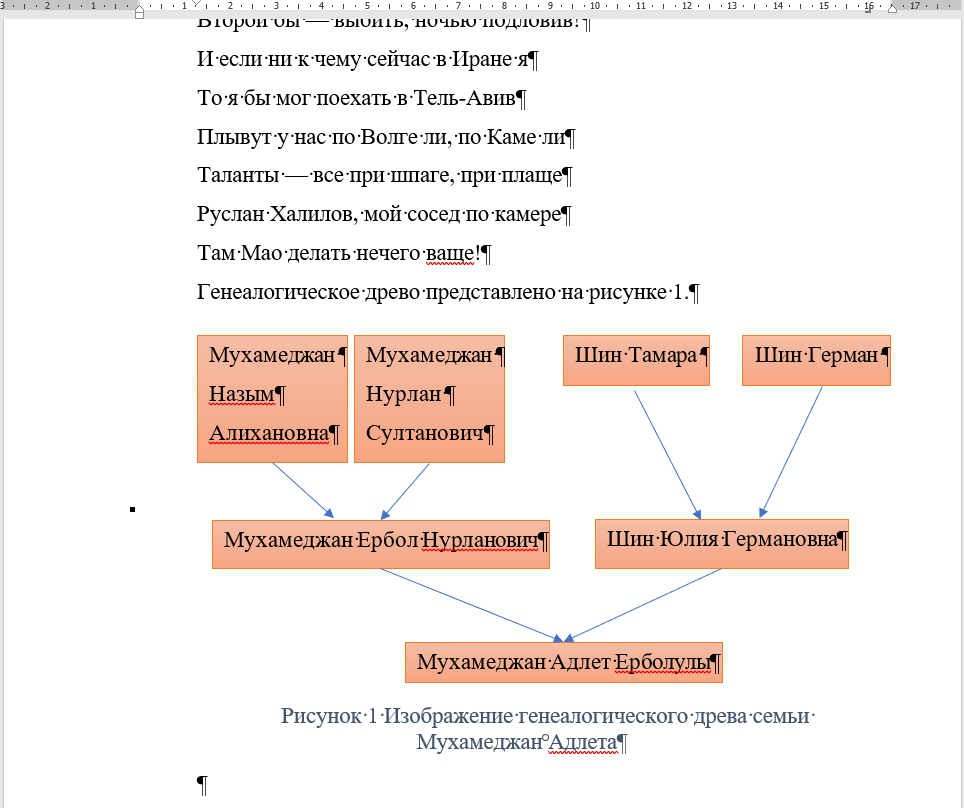 3 2 1 1 2 3 4 5 6 7 8 9 10 11 12 13 14 15 16 17
Второй бы — выбить, ночью подловив!
И если ни к чему сейчас в Иране я
То я бы мог поехать в Тель-Авив
Плывут у нас по Волге ли, по Каме ли
Таланты — все при шпаге, при плаще
Руслан Халилов, мой сосед по камере
Там Мао делать нечего ваще!
Генеалогическое древо представлено на рисунке 1.
Мухамеджан
Назым
Алихановна
Мухамеджан
Нурлан
Султанович
Шин Тамара
Шин Герман
Мухамеджан Ербол Нурланович
Шин Юлия Германовна
Мухамеджан Адлет Ерболулы
Рисунок 1 Изображение генеалогического древа семьи
Мухамеджан Адлета